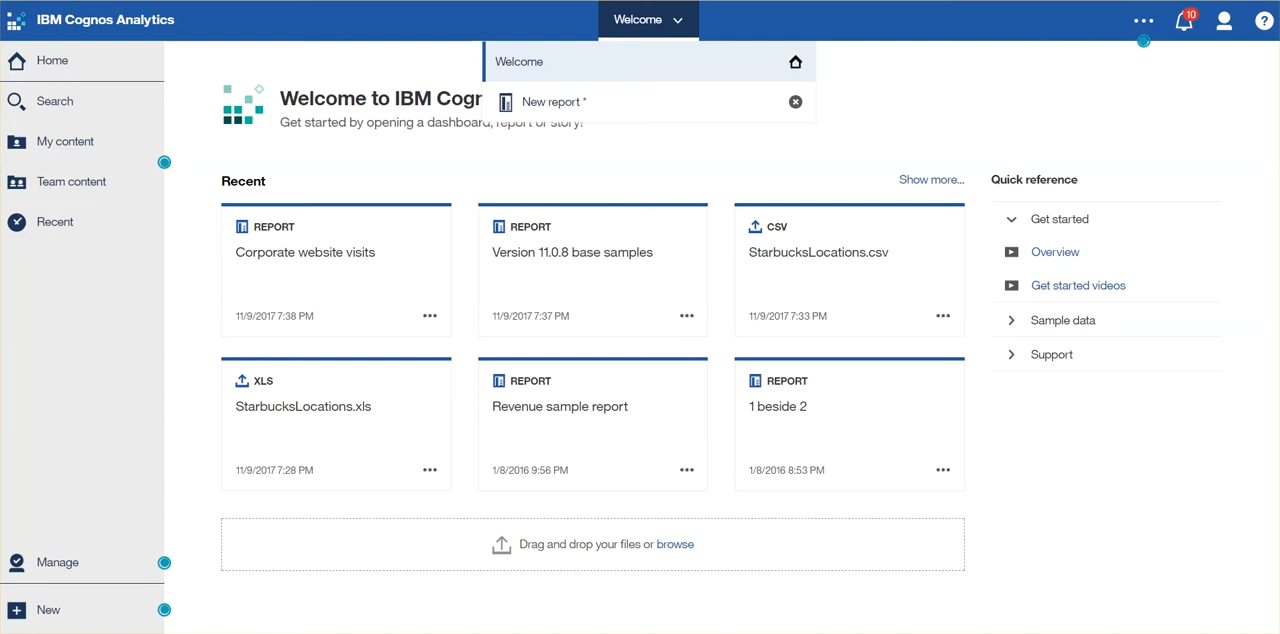 IBM Cognos Analytics
Welcome
10
?
Home
Welcome
Search
New report *
Welcome to IBM Cogn
Get started by opening a dashboard, report or story!
My content
Team content
Recent
Recent
Show more...
Quick reference
REPORT
Corporate website visits
11/9/2017 7:38 PM
REPORT
Version 11.0.8 base samples
11/9/2017 7:37 PM
CSV
StarbucksLocations.csv
11/9/2017 7:33 PM
Get started
Overview
Get started videos
Sample data
Support
XLS
StarbucksLocations.xls
11/9/2017 7:28 PM
REPORT
Revenue sample report
1/8/2016 9:56 PM
REPORT
1 beside 2
1/8/2016 8:53 PM
Drag and drop your files or browse
Manage
New